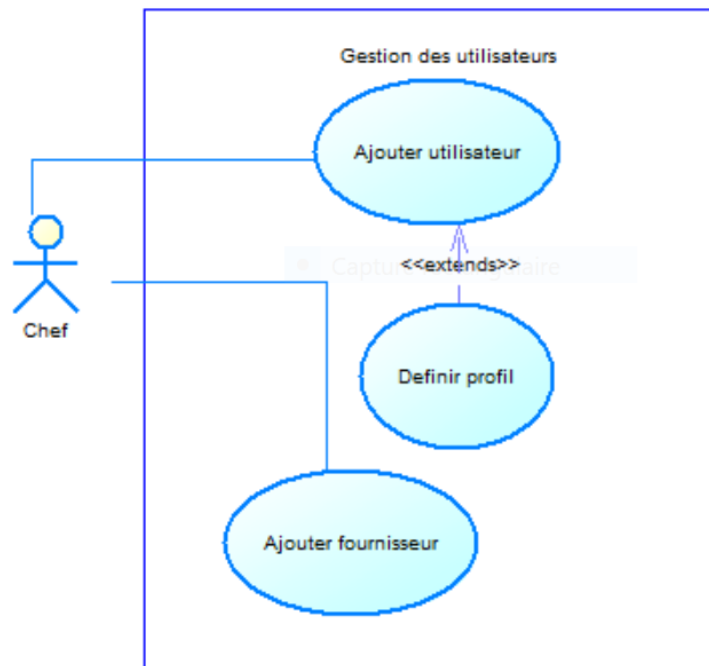 Gestion des utilisateurs
Ajouter utilisateur
<<extends>>
Chef
Definir profil
Ajouter fournisseur